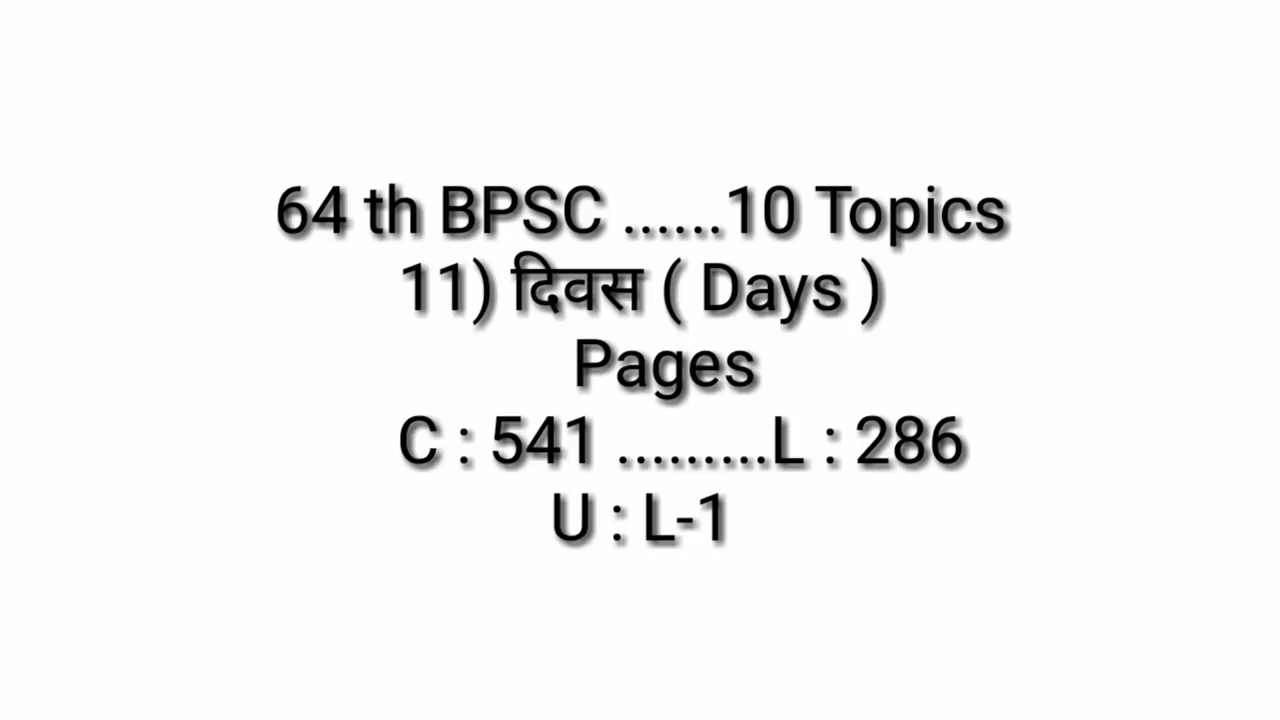 64 th BPSC ......10 Topics
11) दिवस ( Days )
Pages
C : 541 .........L : 286
U : L-1